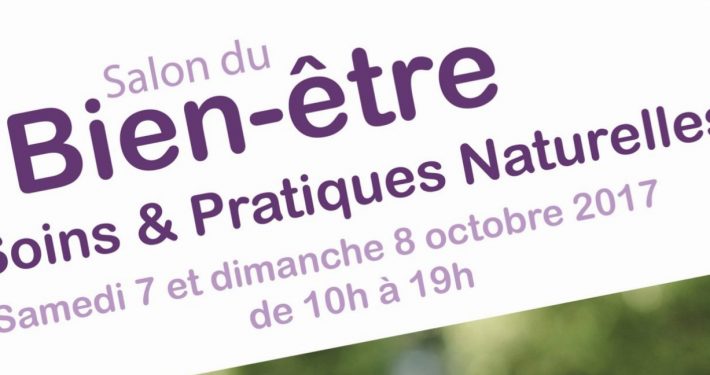 Salon du
Bien-être
Soins & Pratiques Naturelles
Samedi 7 et dimanche 8 octobre 2017
de 10h à 19h